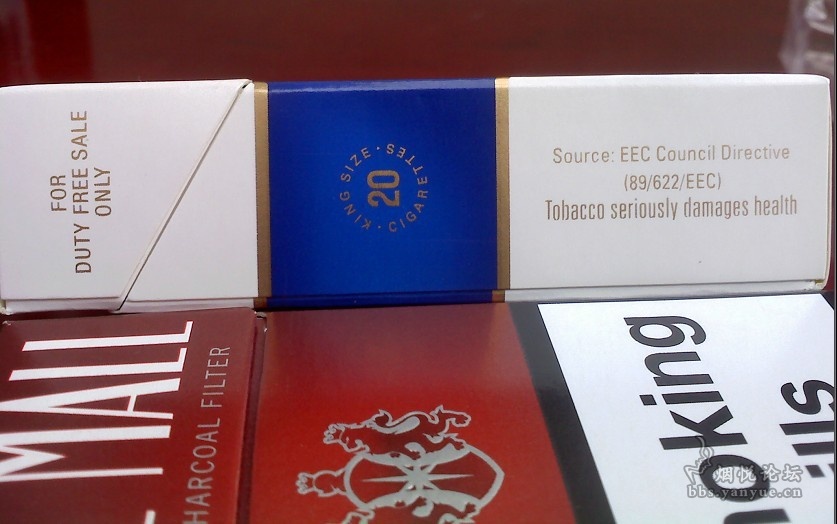 FOR
DUTY FREE SALE
ONLY
KING SIZE · CIGARETTES ·
20
Source: EEC Council Directive
(89/622/EEC)
Tobacco seriously damages health
MALL
HARCOAL FILTER
oking
ills
烟悦论坛
bbs.yanyue.cn